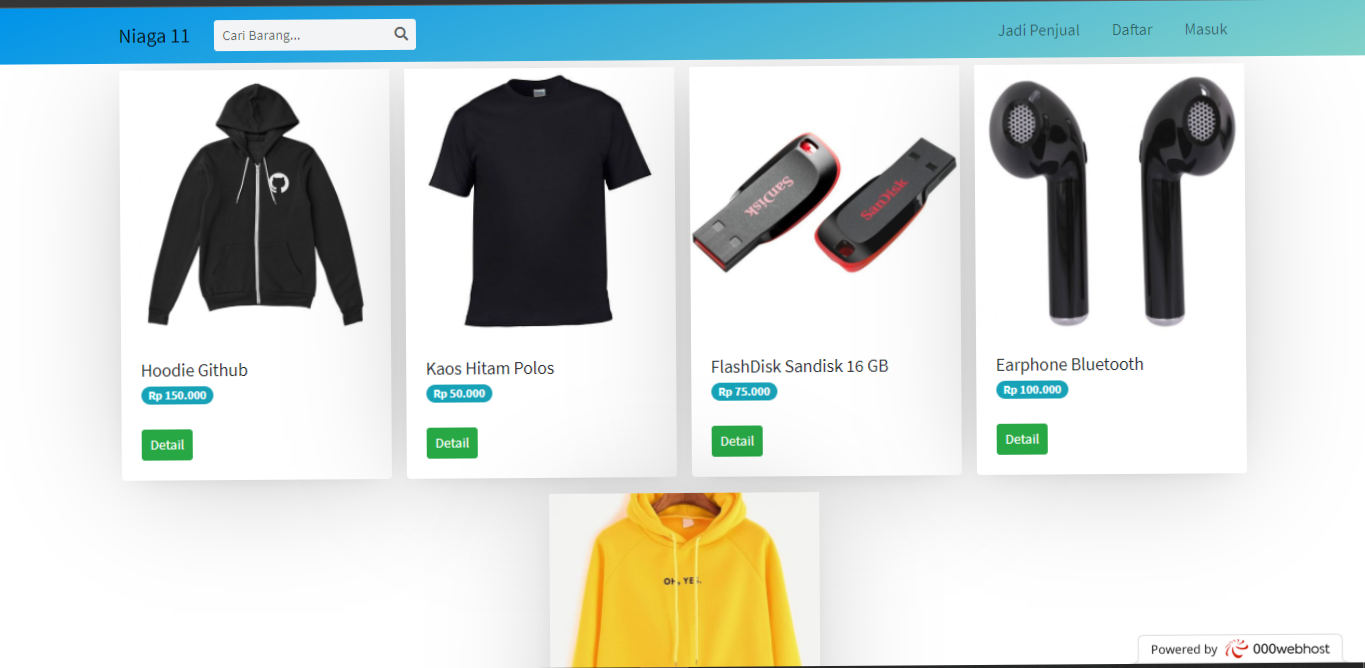 Niaga 11
Cari Barang...
Jadi Penjual
Daftar
Masuk
SanDisk
SanDisk
Hoodie Github
Rp 150.000
Detail
Kaos Hitam Polos
Rp 50.000
Detail
FlashDisk Sandisk 16 GB
Rp 75.000
Detail
Earphone Bluetooth
Rp 100.000
Detail
OH, YES.
Powered by 000webhost